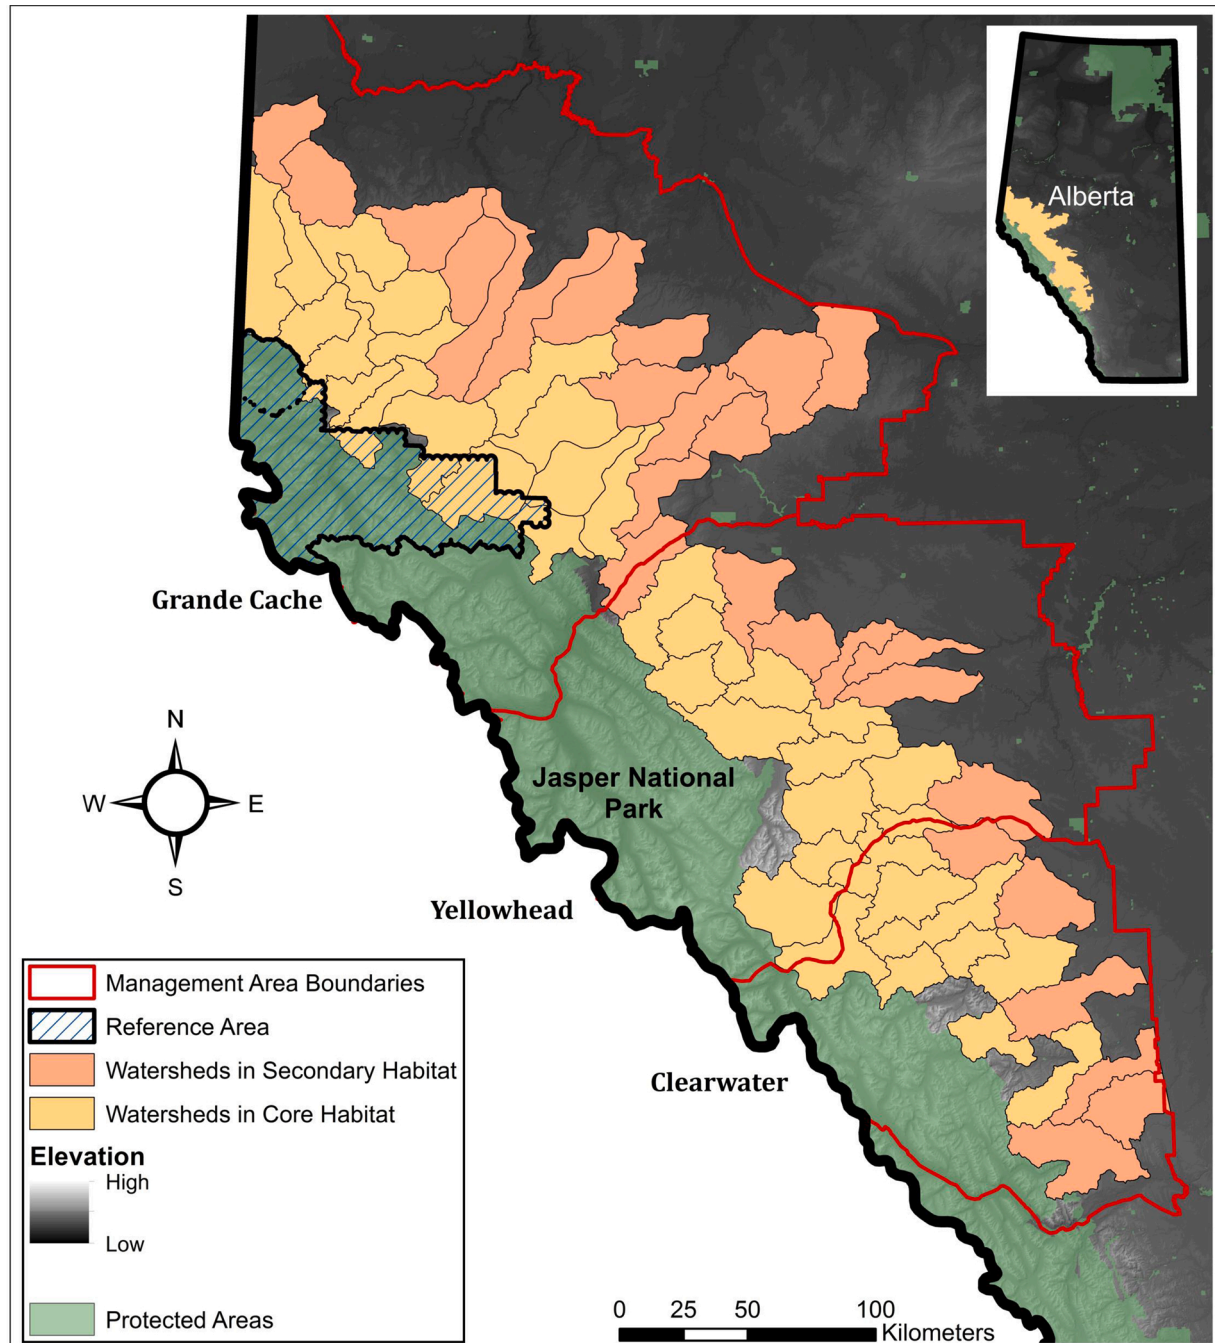 Alberta
Grande Cache
N
W
E
S
Jasper National
Park
Yellowhead
Clearwater
Management Area Boundaries
Reference Area
Watersheds in Secondary Habitat
Watersheds in Core Habitat
Elevation
High
Low
Protected Areas
0 25 50 100
Kilometers